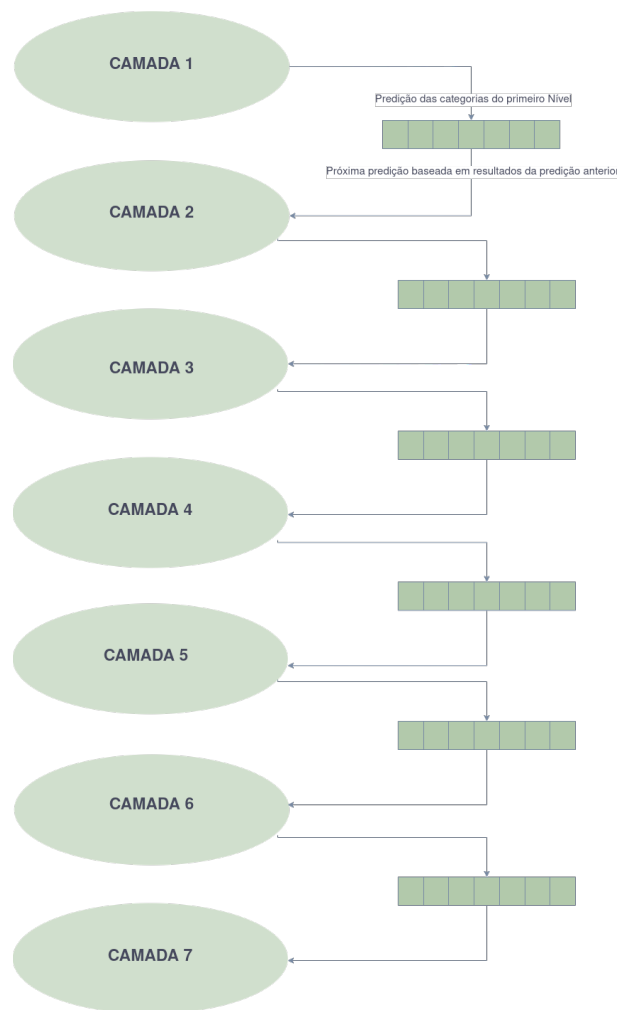 CAMADA 1
Predição das categorias do primeiro Nível
Próxima predição baseada em resultados da predição anterior
CAMADA 2
CAMADA 3
CAMADA 4
CAMADA 5
CAMADA 6
CAMADA 7